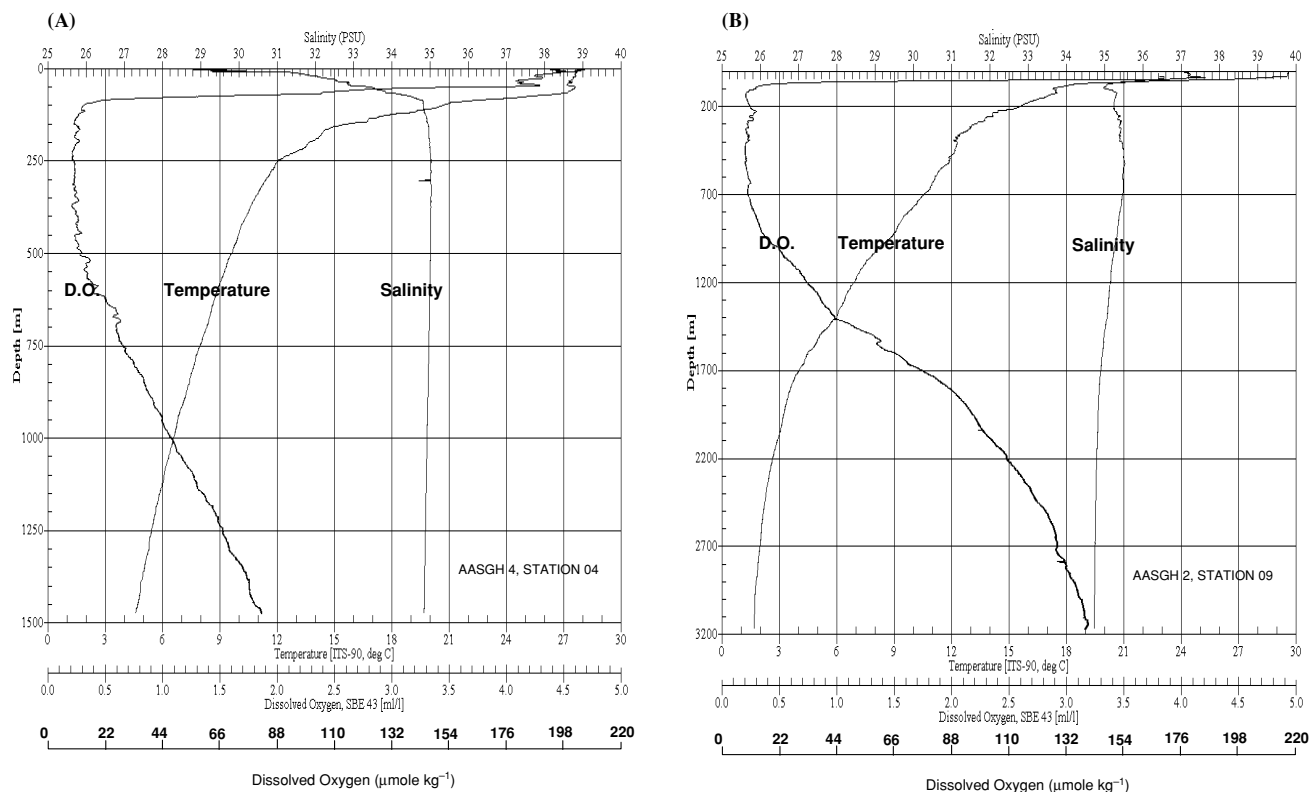 (A)
Salinity (PSU)
25 26 27 28 29 30 31 32 33 34 35 36 37 38 39 40
0
250
500
750
1000
1250
1500
Depth [m]
D.O.
Temperature
Salinity
AASGH 4, STATION 04
0 3 6 9 12 15 18 21 24 27 30
Temperature [ITS-90, deg C]
0.0 0.5 1.0 1.5 2.0 2.5 3.0 3.5 4.0 4.5 5.0
Dissolved Oxygen, SBE 43 [ml/l]
0 22 44 66 88 110 132 154 176 198 220
Dissolved Oxygen (μmole kg⁻¹)
(B)
Salinity (PSU)
25 26 27 28 29 30 31 32 33 34 35 36 37 38 39 40
200
700
1200
1700
2200
2700
3200
Depth [m]
D.O.
Temperature
Salinity
AASGH 2, STATION 09
0 3 6 9 12 15 18 21 24 27 30
Temperature [ITS-90, deg C]
0.0 0.5 1.0 1.5 2.0 2.5 3.0 3.5 4.0 4.5 5.0
Dissolved Oxygen, SBE 43 [ml/l]
0 22 44 66 88 110 132 154 176 198 220
Dissolved Oxygen (μmole kg⁻¹)